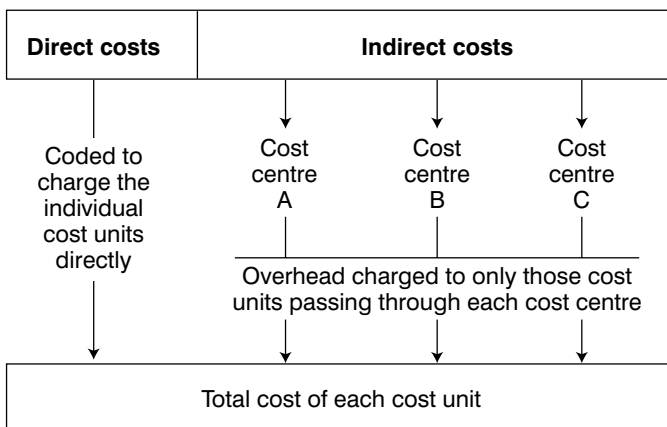 Direct costs
Indirect costs
Coded to
charge the
individual
cost units
directly
Cost
centre
A
Cost
centre
B
Cost
centre
C
Overhead charged to only those cost
units passing through each cost centre
Total cost of each cost unit